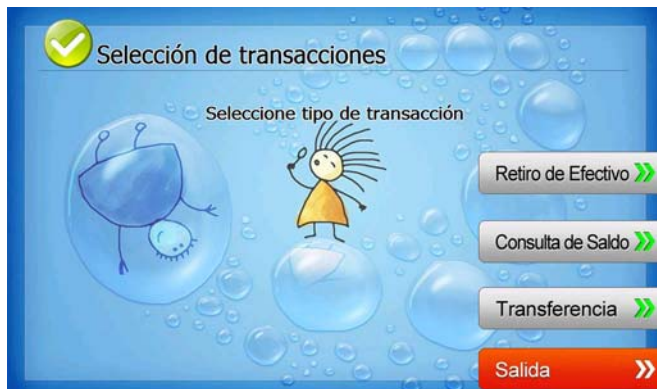 Selección de transacciones
Seleccione tipo de transacción
Retiro de Efectivo
Consulta de Saldo
Transferencia
Salida